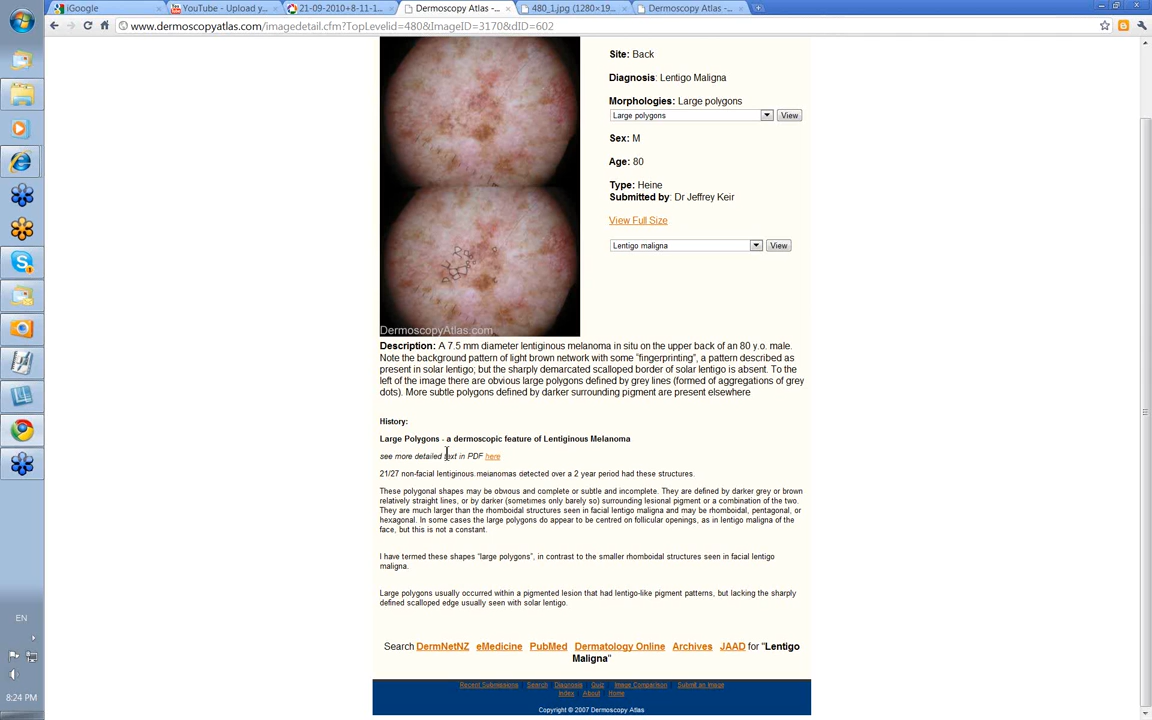 iGoogle
YouTube - Upload y...
21-09-2010+8-11-1...
Dermoscopy Atlas -...
480_1.jpg (1280×19...
Dermoscopy Atlas -...
www.dermoscopyatlas.com/imagedetail.cfm?TopLevelid=480&ImageID=3170&dID=602
Site: Back
Diagnosis: Lentigo Maligna
Morphologies: Large polygons
Large polygons View
Sex: M
Age: 80
Type: Heine
Submitted by: Dr Jeffrey Keir
View Full Size
Lentigo maligna View
DermoscopyAtlas.com
Description: A 7.5 mm diameter lentiginous melanoma in situ on the upper back of an 80 y.o. male.
Note the background pattern of light brown network with some "fingerprinting", a pattern described as
present in solar lentigo; but the sharply demarcated scalloped border of solar lentigo is absent. To the
left of the image there are obvious large polygons defined by grey lines (formed of aggregations of grey
dots). More subtle polygons defined by darker surrounding pigment are present elsewhere
History:
Large Polygons - a dermoscopic feature of Lentiginous Melanoma
see more detailed text in PDF here
21/27 non-facial lentiginous melanomas detected over a 2 year period had these structures.
These polygonal shapes may be obvious and complete or subtle and incomplete. They are defined by darker grey or brown
relatively straight lines, or by darker (sometimes only barely so) surrounding lesional pigment or a combination of the two.
They are much larger than the rhomboidal structures seen in facial lentigo maligna and may be rhomboidal, pentagonal, or
hexagonal. In some cases the large polygons do appear to be centred on follicular openings, as in lentigo maligna of the
face, but this is not a constant.
I have termed these shapes "large polygons", in contrast to the smaller rhomboidal structures seen in facial lentigo
maligna.
Large polygons usually occurred within a pigmented lesion that had lentigo-like pigment patterns, but lacking the sharply
defined scalloped edge usually seen with solar lentigo.
Search DermNetNZ eMedicine PubMed Dermatology Online Archives JAAD for "Lentigo
Maligna"
Recent Submissions Search Diagnosis Quiz Image Comparison Submit an Image
Index About Home
Copyright © 2007 Dermoscopy Atlas
EN
8:24 PM